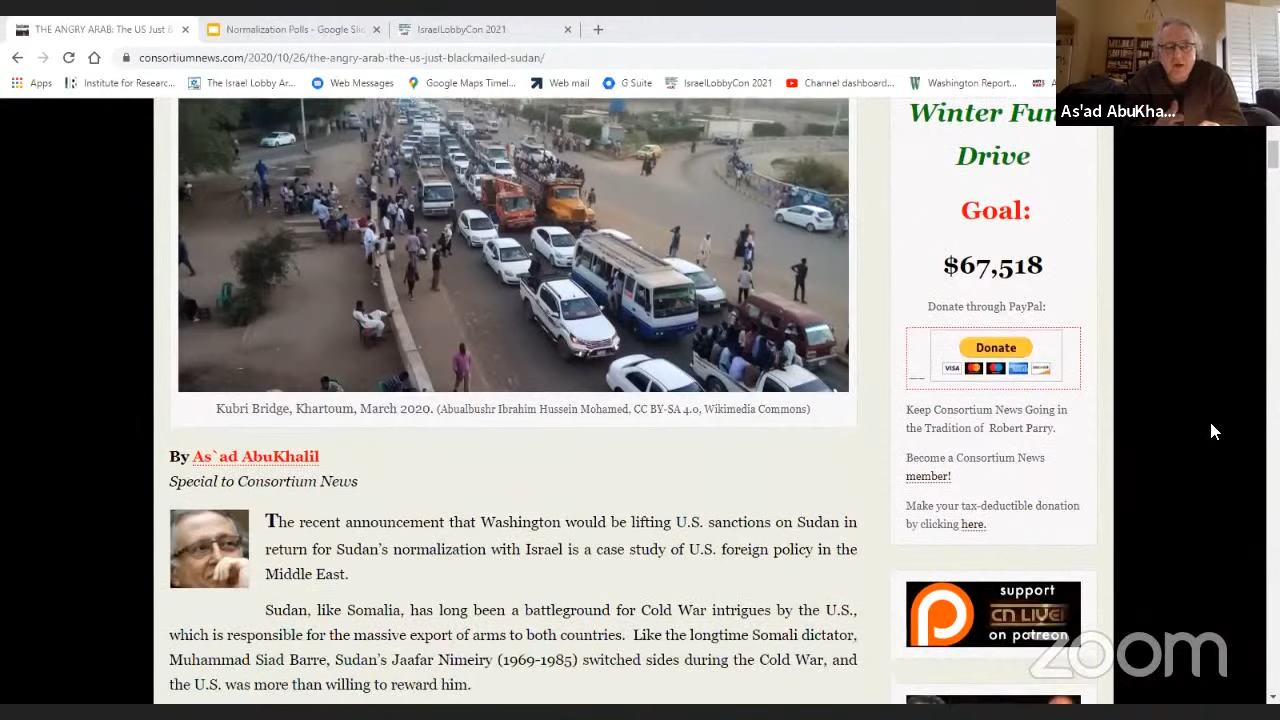 THE ANGRY ARAB: The US Just B
Normalization Polls - Google Slid
IsraelLobbyCon 2021
consortiumnews.com/2020/10/26/the-angry-arab-the-us-just-blackmailed-sudan/
Apps
Institute for Researc...
The Israel Lobby Ar...
Web Messages
Google Maps Timel...
Web mail
G Suite
IsraelLobbyCon 2021
Channel dashboard...
Washington Report...
As'ad AbuKha...
Winter Fun
Drive
Goal:
$67,518
Donate through PayPal:
Donate
VISA
Keep Consortium News Going in
the Tradition of Robert Parry.
Become a Consortium News
member!
Make your tax-deductible donation
by clicking here.
support
CN LIVE!
on patreon
Kubri Bridge, Khartoum, March 2020. (Abualbushr Ibrahim Hussein Mohamed, CC BY-SA 4.0, Wikimedia Commons)
By As`ad AbuKhalil
Special to Consortium News
The recent announcement that Washington would be lifting U.S. sanctions on Sudan in
return for Sudan’s normalization with Israel is a case study of U.S. foreign policy in the
Middle East.
Sudan, like Somalia, has long been a battleground for Cold War intrigues by the U.S.,
which is responsible for the massive export of arms to both countries. Like the longtime Somali dictator,
Muhammad Siad Barre, Sudan’s Jaafar Nimeiry (1969-1985) switched sides during the Cold War, and
the U.S. was more than willing to reward him.
zoom